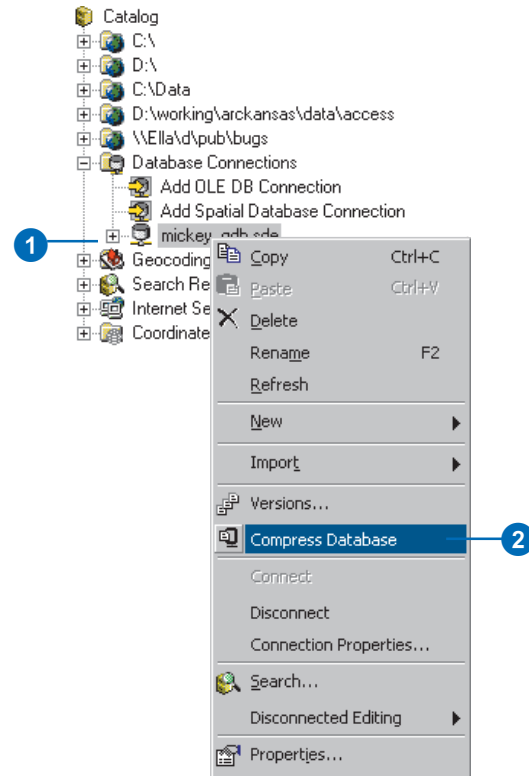 Catalog
C:\
D:\
C:\Data
D:\working\arckansas\data\access
\\Ella\d\pub\bugs
Database Connections
Add OLE DB Connection
Add Spatial Database Connection
1
mickey_gdb.sde
Geocoding
Search Re
Internet Se
Coordinate
Copy Ctrl+C
Paste Ctrl+V
Delete
Rename F2
Refresh
New
Import
Versions...
Compress Database
2
Connect
Disconnect
Connection Properties...
Search...
Disconnected Editing
Properties...